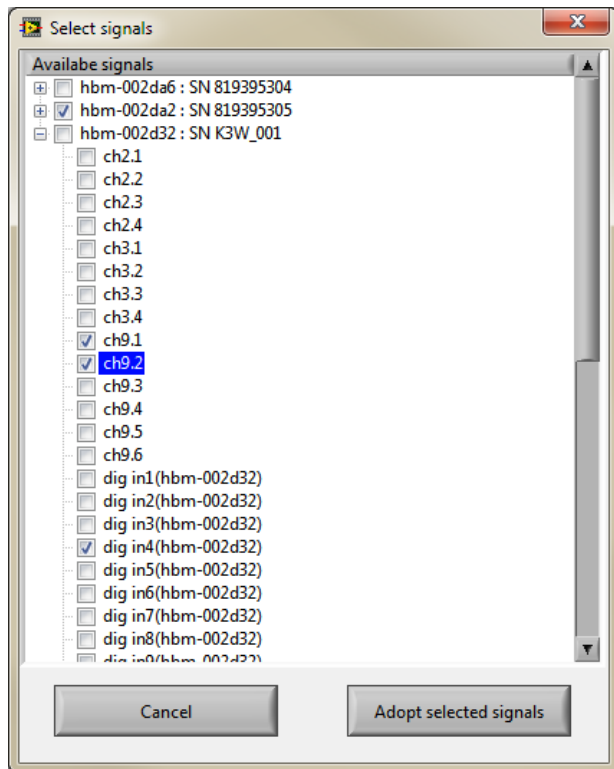 Select signals
Availabe signals
hbm-002da6 : SN 819395304
hbm-002da2 : SN 819395305
hbm-002d32 : SN K3W_001
ch2.1
ch2.2
ch2.3
ch2.4
ch3.1
ch3.2
ch3.3
ch3.4
ch9.1
ch9.2
ch9.3
ch9.4
ch9.5
ch9.6
dig in1(hbm-002d32)
dig in2(hbm-002d32)
dig in3(hbm-002d32)
dig in4(hbm-002d32)
dig in5(hbm-002d32)
dig in6(hbm-002d32)
dig in7(hbm-002d32)
dig in8(hbm-002d32)
dig in9(hbm-002d32)
Cancel
Adopt selected signals